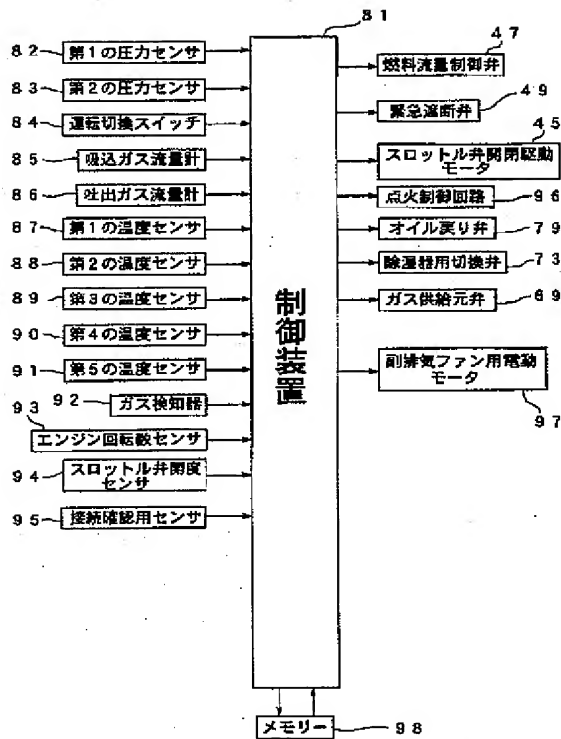 81
82 第1の圧力センサ
83 第2の圧力センサ
84 運転切換スイッチ
85 吸込ガス流量計
86 吐出ガス流量計
87 第1の温度センサ
88 第2の温度センサ
89 第3の温度センサ
90 第4の温度センサ
91 第5の温度センサ
92 ガス検知器
93
エンジン回転数センサ
94 スロットル弁開度
センサ
95 接続確認用センサ
制御装置
47
燃料流量制御弁
49
緊急遮断弁
45
スロットル弁開閉駆動
モータ
点火制御回路 96
オイル戻り弁 79
除湿器用切換弁 73
ガス供給元弁 69
副排気ファン用電動
モータ
97
メモリー 98